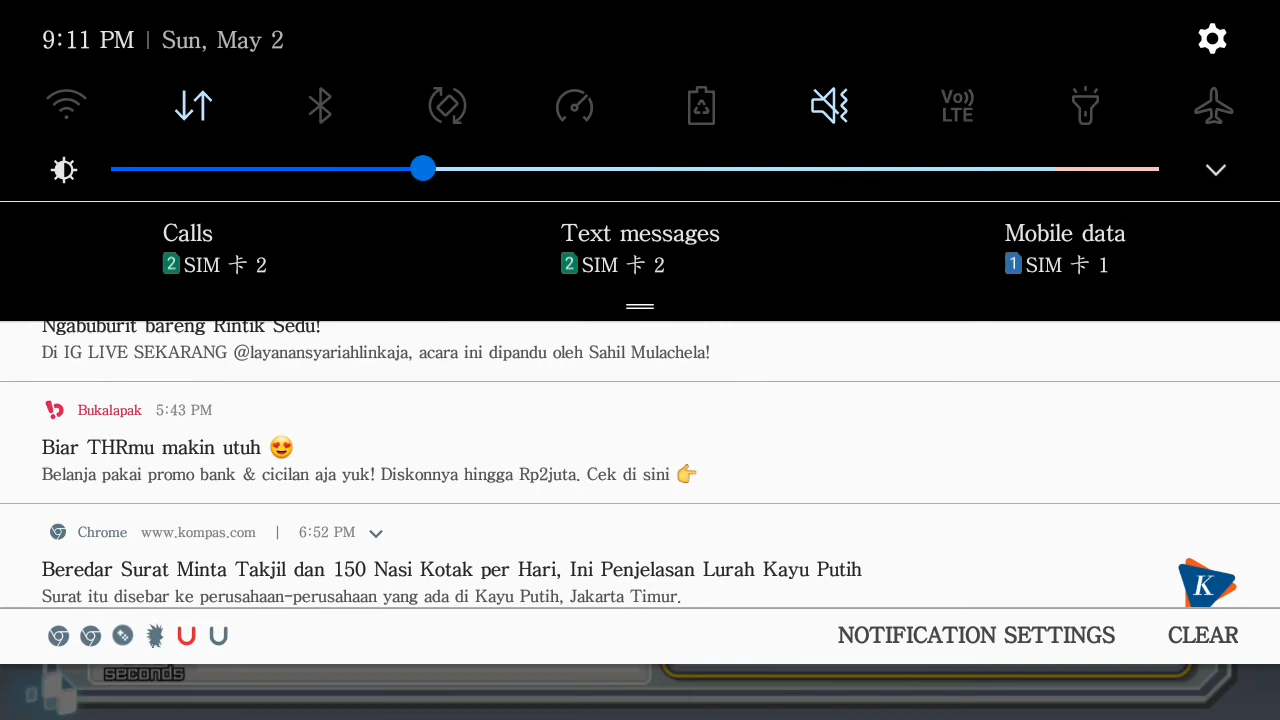 9:11 PM | Sun, May 2
Vo)) LTE
Calls
2 SIM 卡 2
Text messages
2 SIM 卡 2
Mobile data
1 SIM 卡 1
Ngabuburit bareng Rintik Sedu!
Di IG LIVE SEKARANG @layanansyariahlinkaja, acara ini dipandu oleh Sahil Mulachela!
Bukalapak 5:43 PM
Biar THRmu makin utuh 😍
Belanja pakai promo bank & cicilan aja yuk! Diskonnya hingga Rp2juta. Cek di sini 👉
Chrome www.kompas.com | 6:52 PM
Beredar Surat Minta Takjil dan 150 Nasi Kotak per Hari, Ini Penjelasan Lurah Kayu Putih
Surat itu disebar ke perusahaan-perusahaan yang ada di Kayu Putih, Jakarta Timur.
K
NOTIFICATION SETTINGS CLEAR
seconds